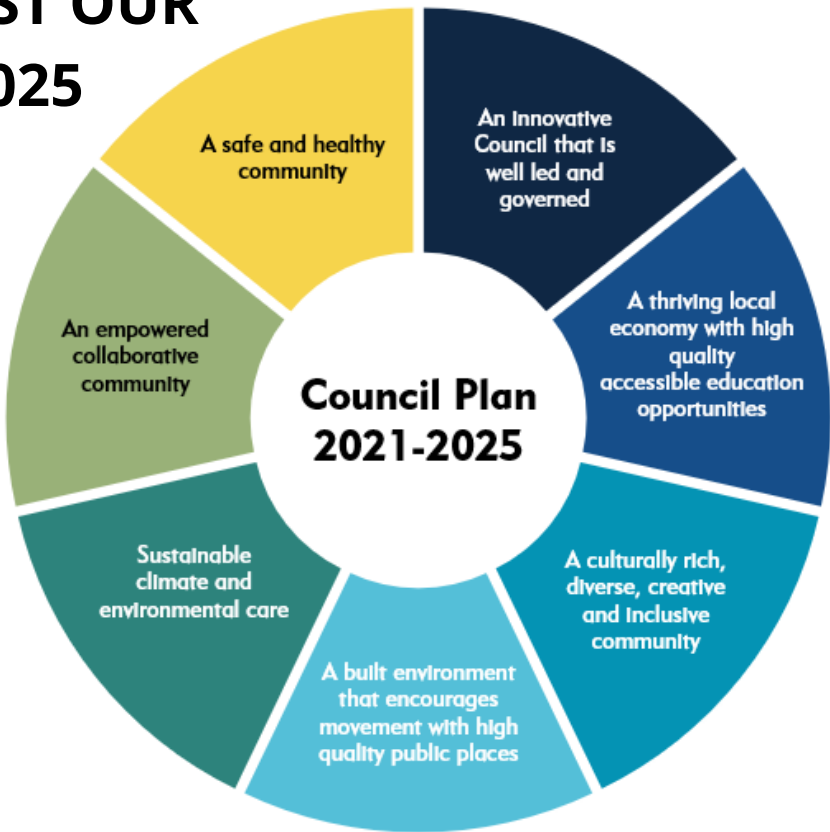 ST OUR
025
A safe and healthy
community
An innovative
Council that is
well led and
governed
A thriving local
economy with high
quality
accessible education
opportunities
A culturally rich,
diverse, creative
and inclusive
community
A built environment
that encourages
movement with high
quality public places
Sustainable
climate and
environmental care
An empowered
collaborative
community
Council Plan
2021-2025